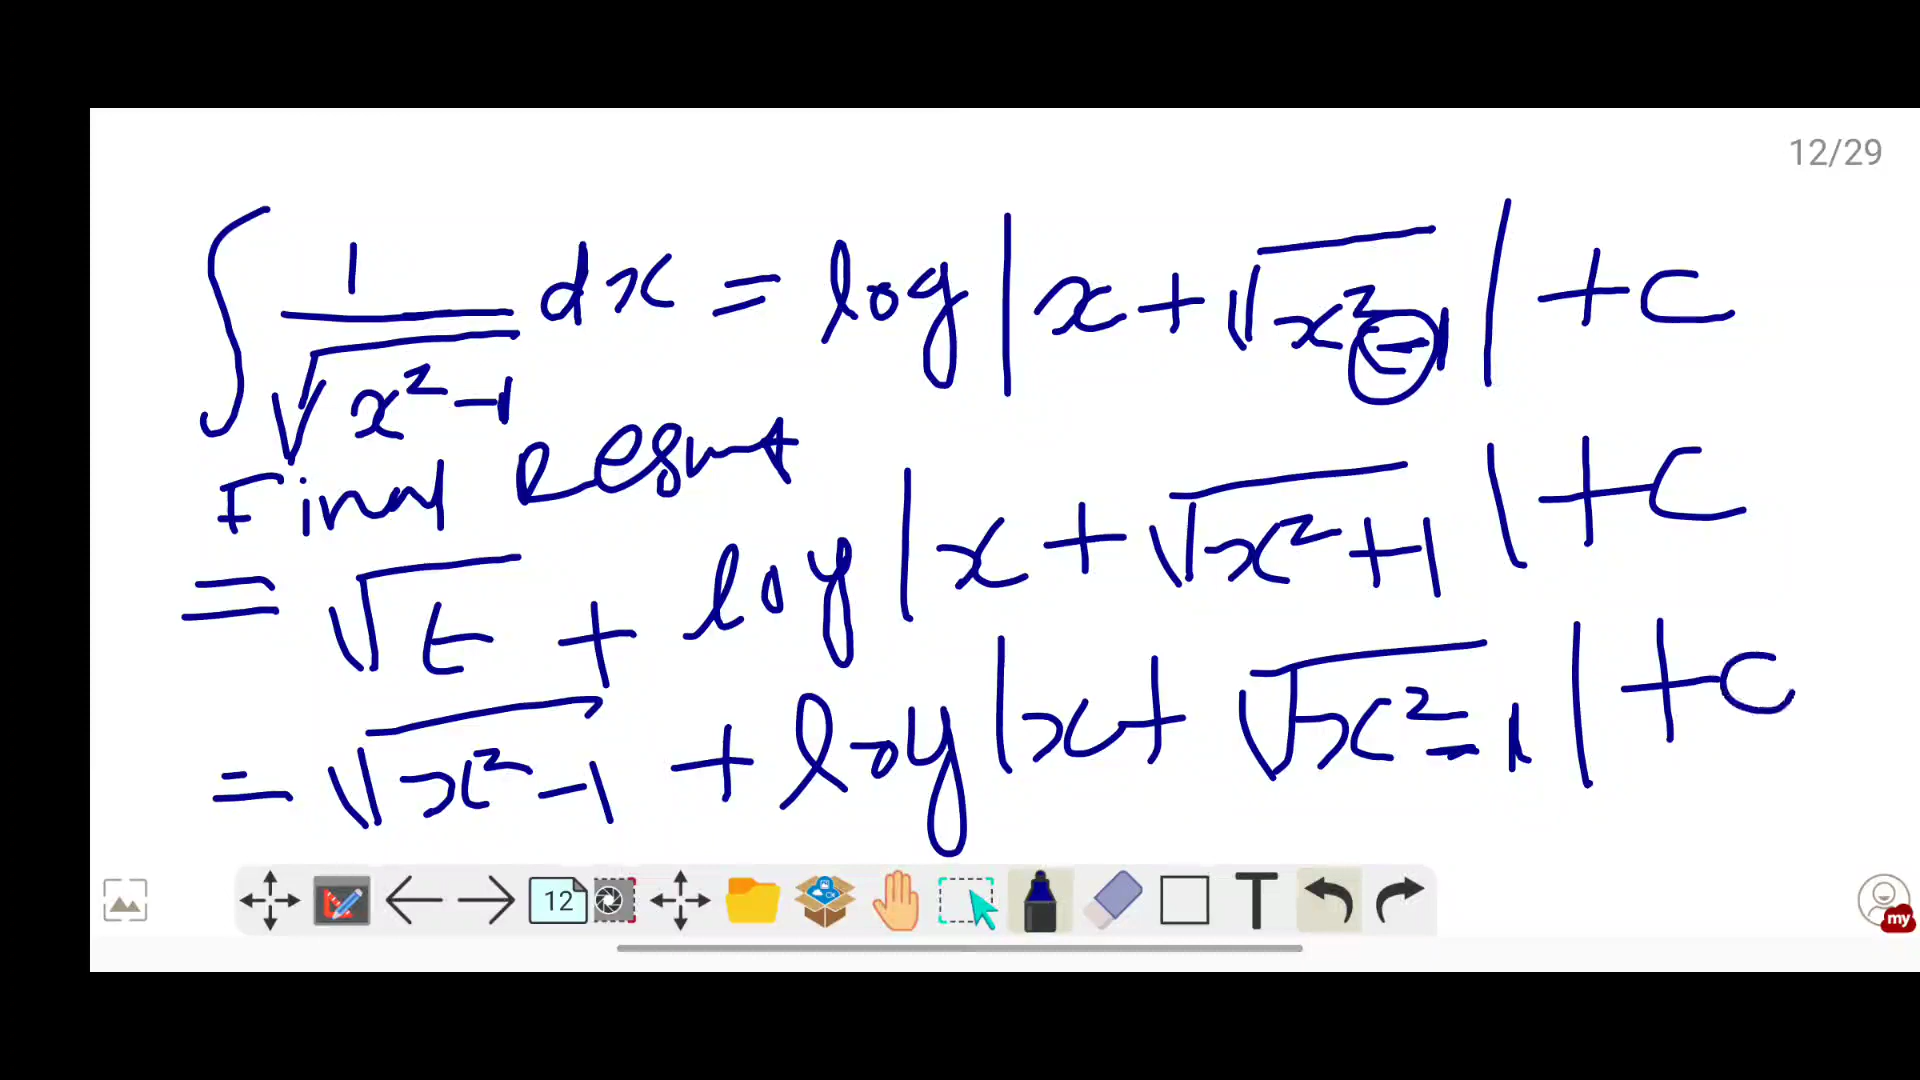 12/29
∫ 1/√(x²-1) dx = log|x+√(x²-1)| + c
Final Result
= √t + log|x+√(x²+1)| + c
= √(x²-1) + log|x+√(x²-1)| + c
12
T
my